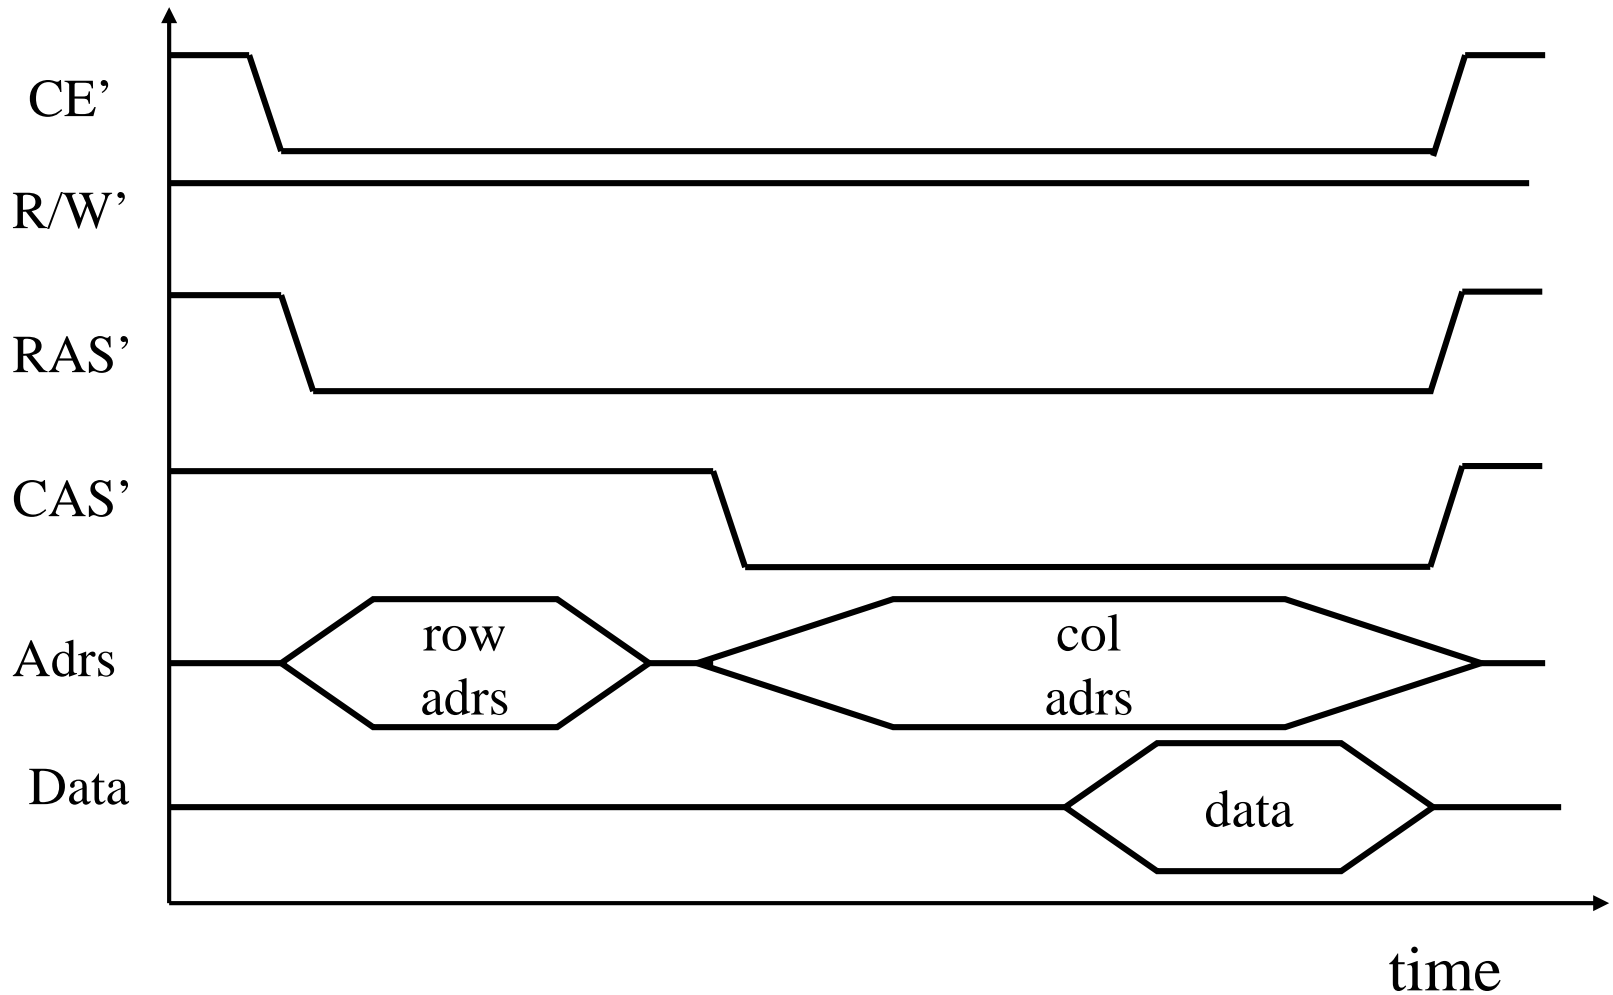 CE’
R/W’
RAS’
CAS’
Adrs
row
adrs
col
adrs
Data
data
time